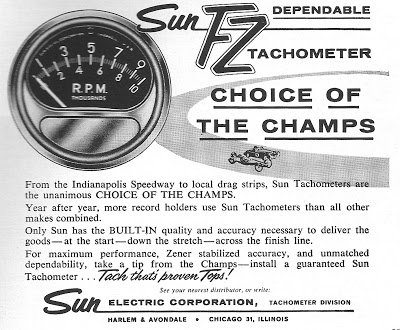 Sun FZ DEPENDABLE
TACHOMETER
CHOICE OF
THE CHAMPS
1 3 5 7 9
2 4 6 8 10
R.P.M.
THOUSANDS
From the Indianapolis Speedway to local drag strips, Sun Tachometers are
the unanimous CHOICE OF THE CHAMPS.
Year after year, more record holders use Sun Tachometers than all other
makes combined.
Only Sun has the BUILT-IN quality and accuracy necessary to deliver the
goods—at the start—down the stretch—across the finish line.
For maximum performance, Zener stabilized accuracy, and unmatched
dependability, take a tip from the Champs—install a guaranteed Sun
Tachometer . . . Tach that's proven Tops!
See your nearest distributor, or write:
Sun ELECTRIC CORPORATION, TACHOMETER DIVISION
HARLEM & AVONDALE • CHICAGO 31, ILLINOIS